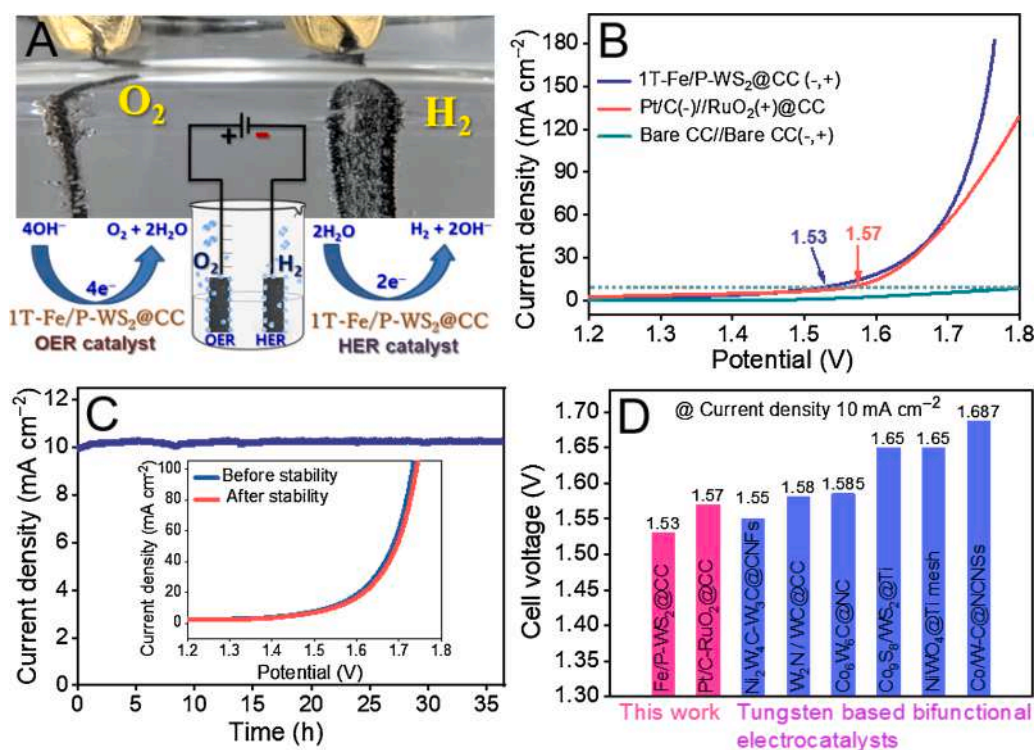 A
O₂
H₂
+
-
4OH⁻
O₂ + 2H₂O
4e⁻
1T-Fe/P-WS₂@CC
OER catalyst
O₂
H₂
OER
HER
2H₂O
H₂ + 2OH⁻
2e⁻
1T-Fe/P-WS₂@CC
HER catalyst
B
1T-Fe/P-WS₂@CC (-,+)
Pt/C(-)//RuO₂(+)@CC
Bare CC//Bare CC(-,+)
1.53
1.57
Current density (mA cm⁻²)
180
150
120
90
60
30
0
1.2
1.3
1.4
1.5
1.6
1.7
1.8
Potential (V)
C
Current density (mA cm⁻²)
12
10
8
6
4
2
0
0
5
10
15
20
25
30
35
Time (h)
Before stability
After stability
Current density (mA cm⁻²)
100
80
60
40
20
0
1.2
1.3
1.4
1.5
1.6
1.7
1.8
Potential (V)
D
@ Current density 10 mA cm⁻²
Cell voltage (V)
1.70
1.65
1.60
1.55
1.50
1.45
1.40
1.35
1.30
1.53
1.57
1.55
1.58
1.585
1.65
1.65
1.687
Fe/P-WS₂@CC
Pt/C-RuO₂@CC
Ni₂W₄C-W₃C@CNFs
W₂N / WC@CC
Co₆W₆C@NC
Co₉S₈/WS₂@Ti
NiWO₄@Ti mesh
Co/W-C@NCNSs
This work
Tungsten based bifunctional
electrocatalysts